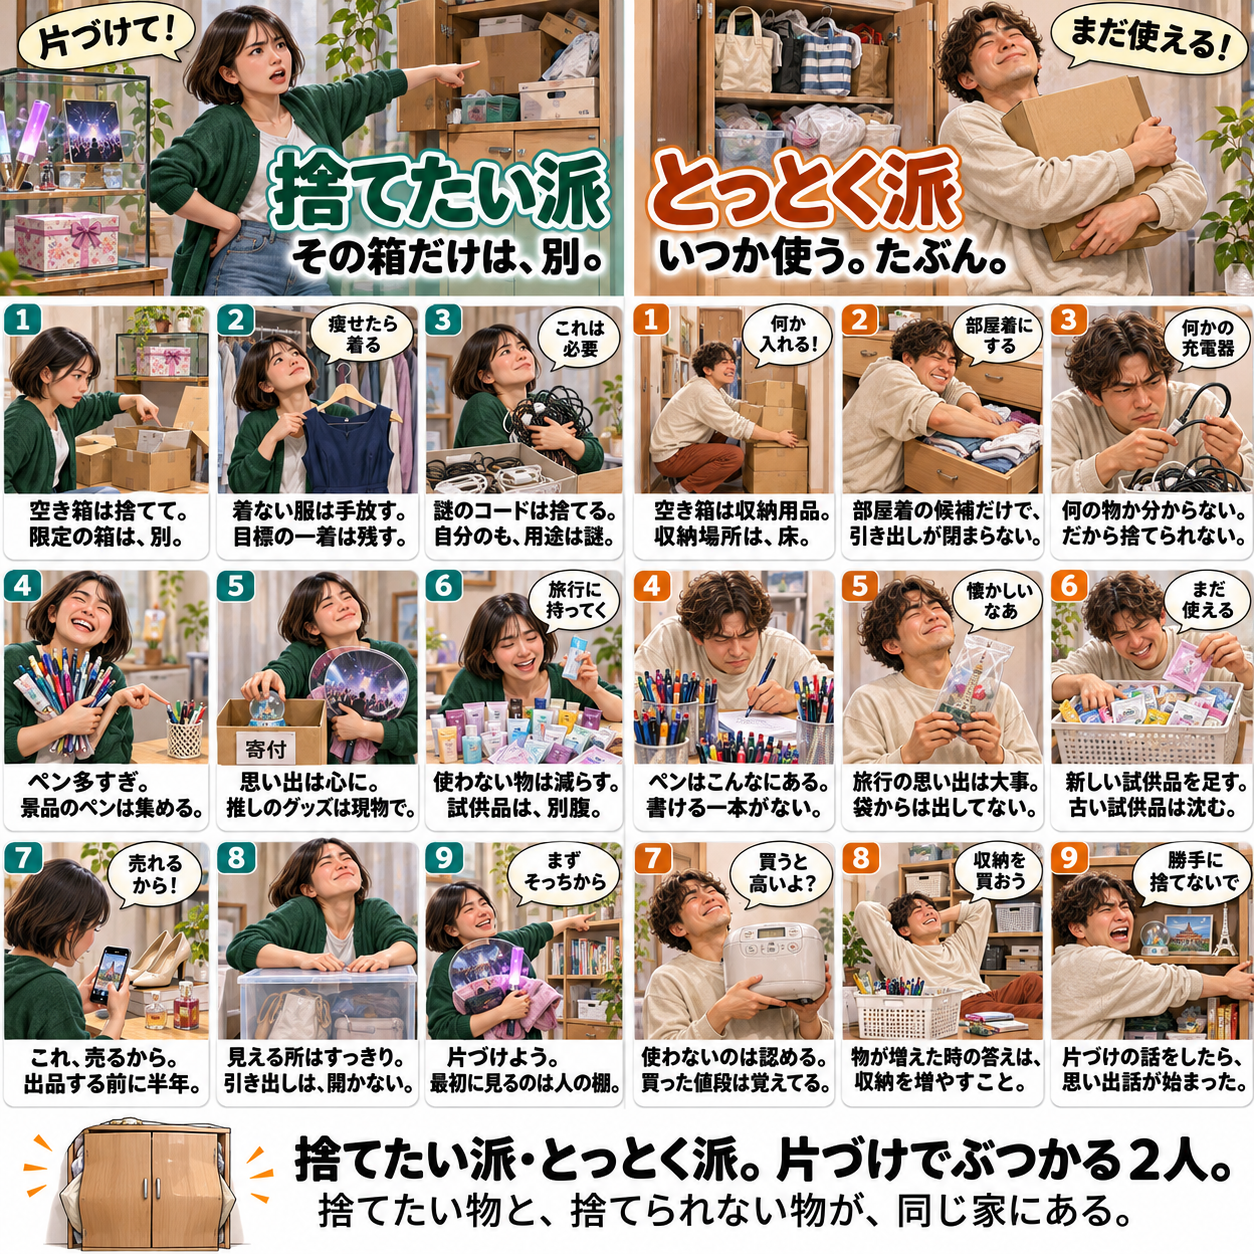 片づけて！
捨てたい派
その箱だけは、別。
まだ使える！
とっとく派
いつか使う。たぶん。
1
空き箱は捨てて。
限定の箱は、別。
2
痩せたら
着る
着ない服は手放す。
目標の一着は残す。
3
これは
必要
謎のコードは捨てる。
自分のも、用途は謎。
4
ペン多すぎ。
景品のペンは集める。
5
寄付
思い出は心に。
推しのグッズは現物で。
6
旅行に
持ってく
使わない物は減らす。
試供品は、別腹。
7
売れる
から！
これ、売るから。
出品する前に半年。
8
見える所はすっきり。
引き出しは、開かない。
9
まず
そっちから
片づけよう。
最初に見るのは人の棚。
1
何か
入れる！
空き箱は収納用品。
収納場所は、床。
2
部屋着に
する
部屋着の候補だけで、
引き出しが閉まらない。
3
何かの
充電器
何の物か分からない。
だから捨てられない。
4
ペンはこんなにある。
書ける一本がない。
5
懐かしい
なあ
旅行の思い出は大事。
袋からは出してない。
6
まだ
使える
新しい試供品を足す。
古い試供品は沈む。
7
買うと
高いよ？
使わないのは認める。
買った値段は覚えてる。
8
収納を
買おう
物が増えた時の答えは、
収納を増やすこと。
9
勝手に
捨てないで
片づけの話をしたら、
思い出話が始まった。
捨てたい派・とっとく派。片づけでぶつかる2人。
捨てたい物と、捨てられない物が、同じ家にある。